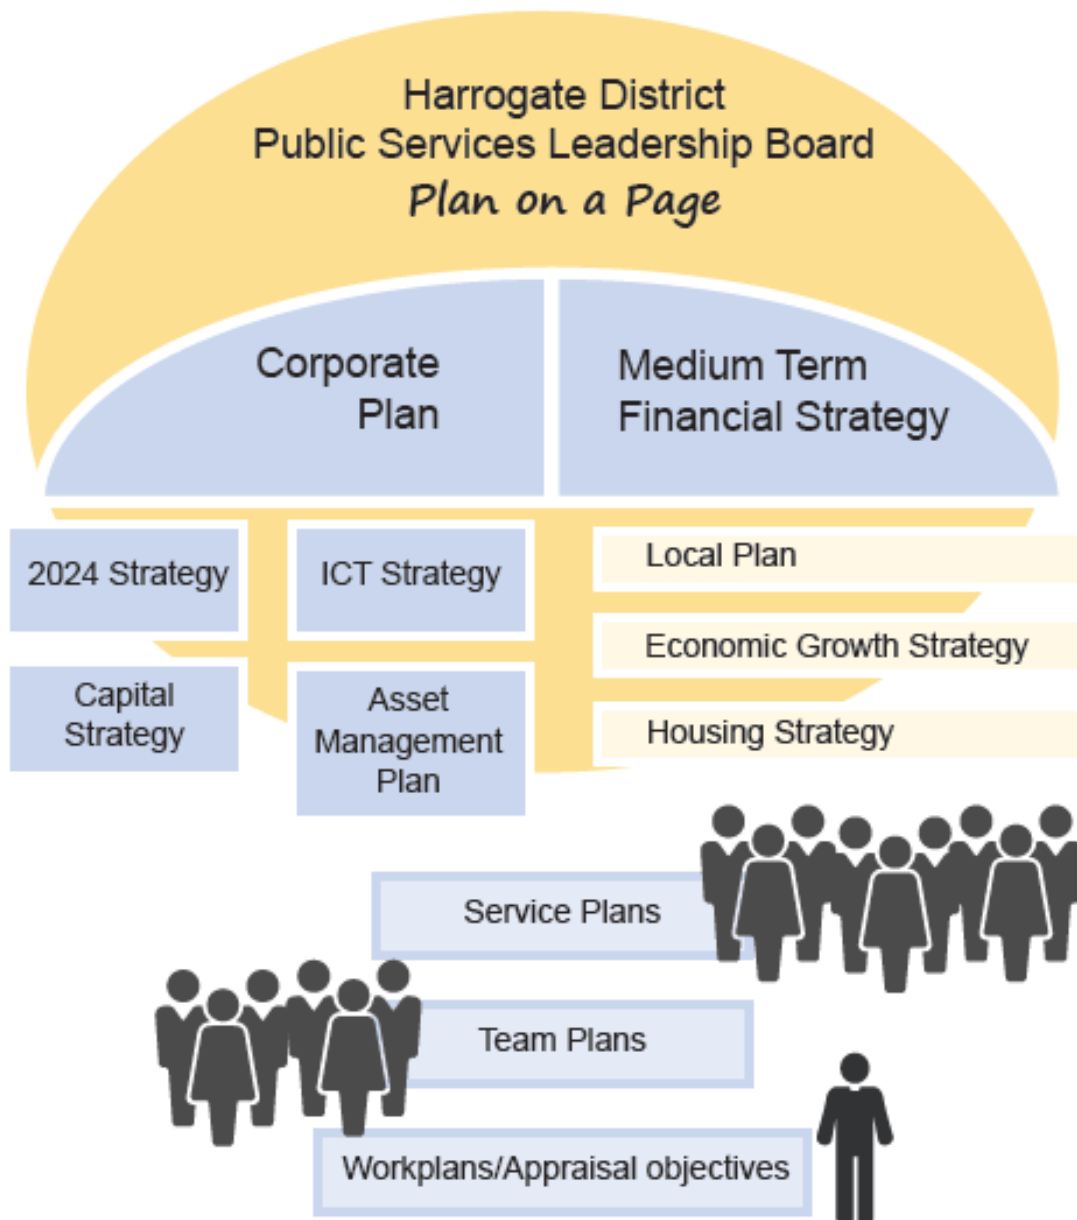 Harrogate District
Public Services Leadership Board
Plan on a Page
Corporate
Plan
Medium Term
Financial Strategy
2024 Strategy
ICT Strategy
Local Plan
Economic Growth Strategy
Capital
Strategy
Asset
Management
Plan
Housing Strategy
Service Plans
Team Plans
Workplans/Appraisal objectives